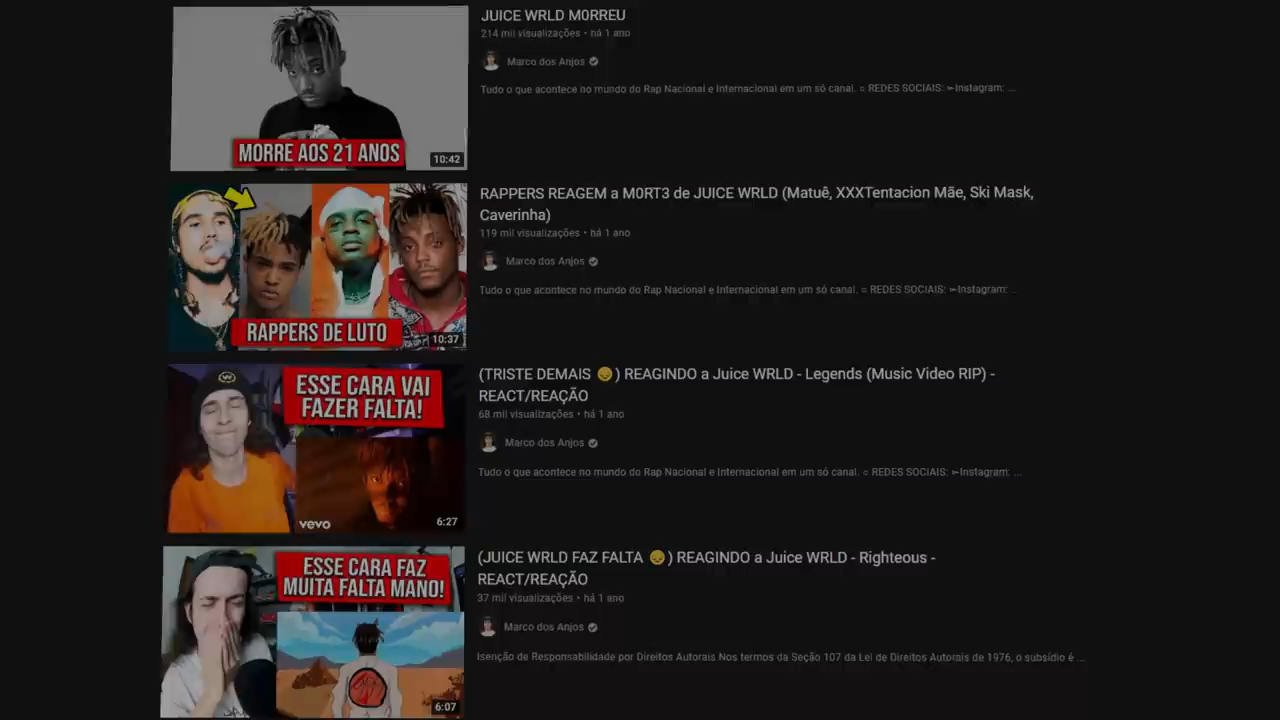 JUICE WRLD M0RREU
214 mil visualizações • há 1 ano
Marco dos Anjos
Tudo o que acontece no mundo do Rap Nacional e Internacional em um só canal. ○ REDES SOCIAIS: ➳Instagram: ...
MORRE AOS 21 ANOS
10:42
RAPPERS REAGEM a M0RT3 de JUICE WRLD (Matuê, XXXTentacion Mãe, Ski Mask,
Caverinha)
119 mil visualizações • há 1 ano
Marco dos Anjos
Tudo o que acontece no mundo do Rap Nacional e Internacional em um só canal. ○ REDES SOCIAIS: ➳Instagram: ...
RAPPERS DE LUTO
10:37
(TRISTE DEMAIS 😞) REAGINDO a Juice WRLD - Legends (Music Video RIP) -
REACT/REAÇÃO
68 mil visualizações • há 1 ano
Marco dos Anjos
Tudo o que acontece no mundo do Rap Nacional e Internacional em um só canal. ○ REDES SOCIAIS: ➳Instagram: ...
ESSE CARA VAI
FAZER FALTA!
vevo
6:27
(JUICE WRLD FAZ FALTA 😞) REAGINDO a Juice WRLD - Righteous -
REACT/REAÇÃO
37 mil visualizações • há 1 ano
Marco dos Anjos
Isenção de Responsabilidade por Direitos Autorais Nos termos da Seção 107 da Lei de Direitos Autorais de 1976, o subsídio é ...
ESSE CARA FAZ
MUITA FALTA MANO!
6:07